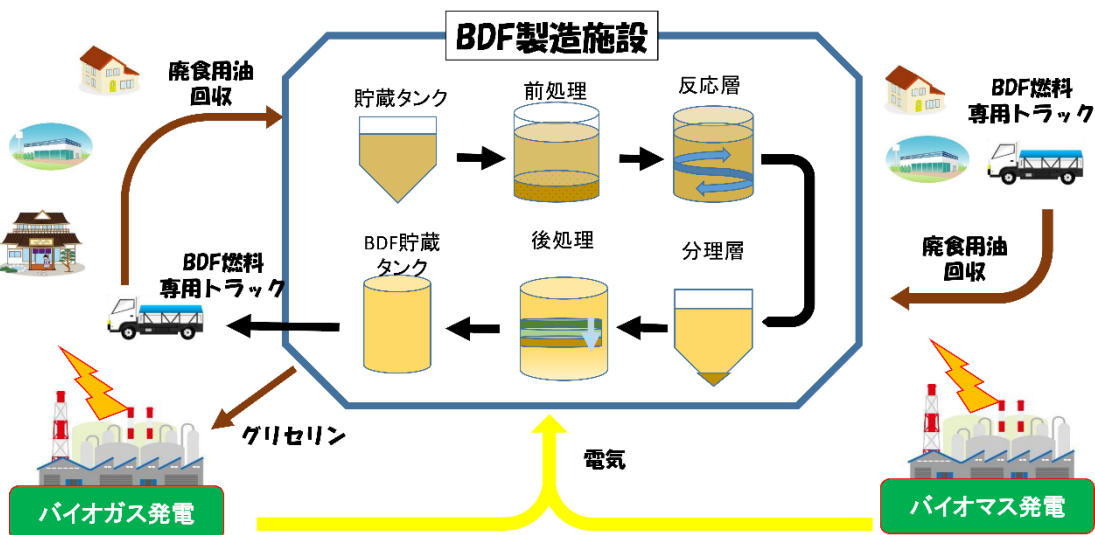 BDF製造施設
廃食用油
回収
貯蔵タンク
前処理
反応層
BDF燃料
専用トラック
BDF貯蔵
タンク
後処理
分理層
BDF燃料
専用トラック
廃食用油
回収
グリセリン
電気
バイオガス発電
バイオマス発電